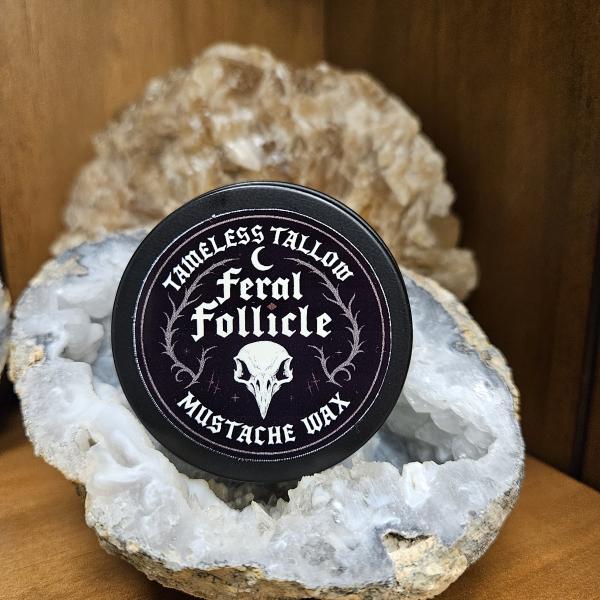 TAMELESS TALLOW
Feral
Follicle
MUSTACHE WAX